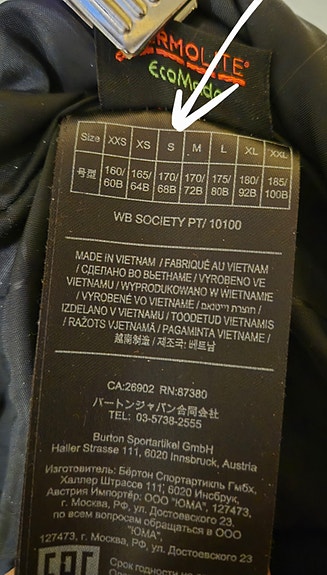 THERMOLITE®
EcoMade
Size XXS XS S M L XL XXL
号型 160/60B 165/64B 170/68B 170/72B 175/80B 180/92B 185/100B
WB SOCIETY PT/ 10100
MADE IN VIETNAM / FABRIQUÉ AU VIETNAM
/ СДЕЛАНО ВО ВЬЕТНАМЕ / VYROBENO VE
VIETNAMU / WYPRODUKOWANO W WIETNAMIE
/ VYROBENÉ VO VIETNAME / תוצרת וייטנאם /
IZDELANO V VIETNAMU / TOODETUD VIETNAMIS
/ RAŽOTS VJETNAMĀ / PAGAMINTA VIETNAME /
越南制造 / 제조국: 베트남
CA:26902 RN:87380
バートンジャパン合同会社
TEL: 03-5738-2555
Burton Sportartikel GmbH
Haller Strasse 111, 6020 Innsbruck, Austria
Изготовитель: Бёртон Спортартикль Гмбх,
Халлер Штрассе 111, 6020 Инсбрук,
Австрия Импортёр: ООО "ЮМА", 127473,
г. Москва, РФ, ул. Достоевского 23,
по всем вопросам обращаться в ООО
"ЮМА",
127473, г. Москва, РФ, ул. Достоевского 23,
EAC
Срок годности не